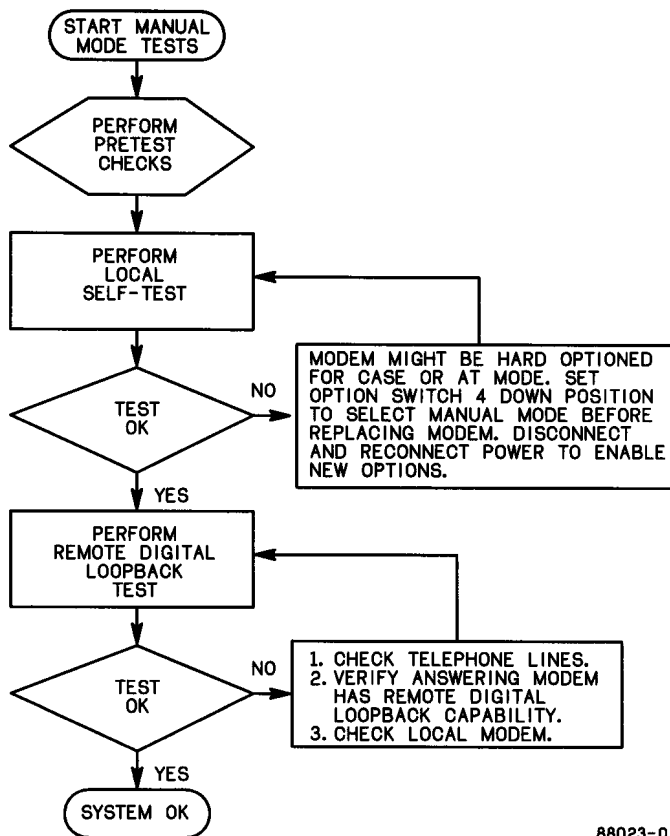 START MANUAL
MODE TESTS
PERFORM
PRETEST
CHECKS
PERFORM
LOCAL
SELF-TEST
TEST
OK
NO
MODEM MIGHT BE HARD OPTIONED
FOR CASE OR AT MODE. SET
OPTION SWITCH 4 DOWN POSITION
TO SELECT MANUAL MODE BEFORE
REPLACING MODEM. DISCONNECT
AND RECONNECT POWER TO ENABLE
NEW OPTIONS.
YES
PERFORM
REMOTE DIGITAL
LOOPBACK
TEST
TEST
OK
NO
1. CHECK TELEPHONE LINES.
2. VERIFY ANSWERING MODEM
HAS REMOTE DIGITAL
LOOPBACK CAPABILITY.
3. CHECK LOCAL MODEM.
YES
SYSTEM OK
88023-0